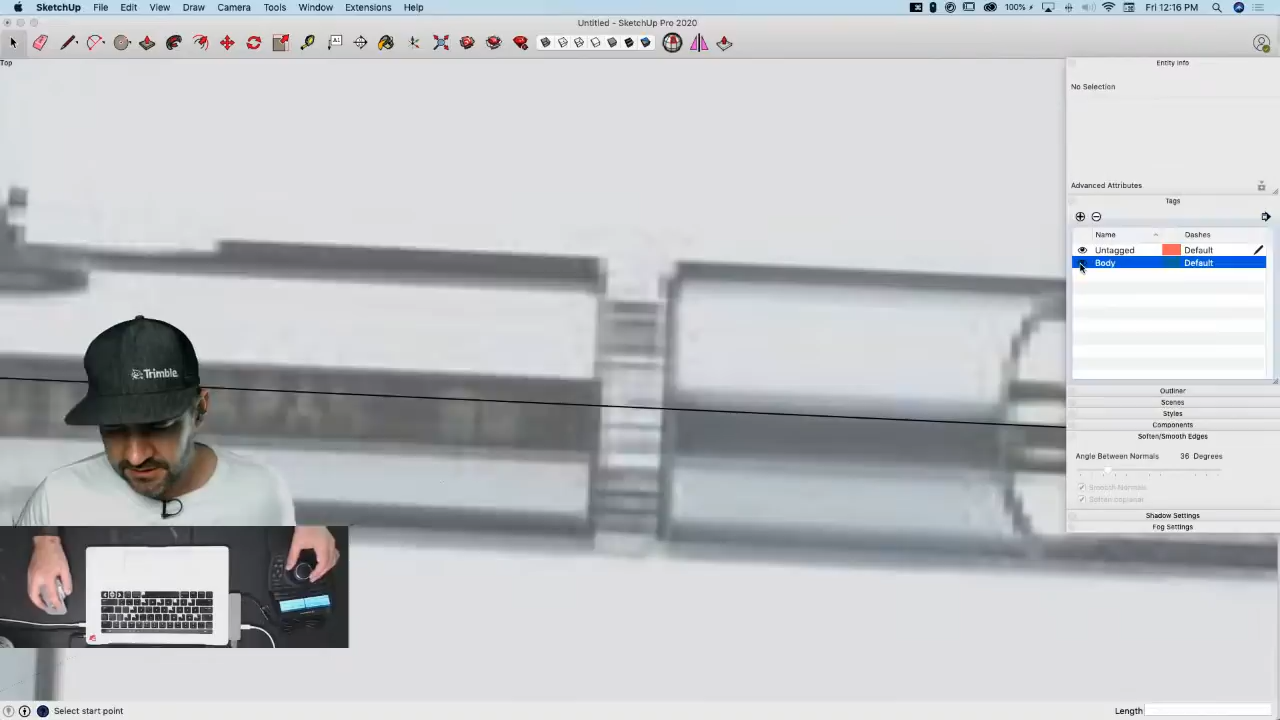 SketchUp File Edit View Draw Camera Tools Window Extensions Help
100% Fri 12:16 PM
Untitled - SketchUp Pro 2020
Top
Entity Info
No Selection
Advanced Attributes
Tags
Name Dashes
Untagged Default
Body Default
Outliner
Scenes
Styles
Components
Soften/Smooth Edges
Angle Between Normals 36 Degrees
Smooth Normals
Soften Coplanar
Shadow Settings
Fog Settings
Trimble
Select start point
Length